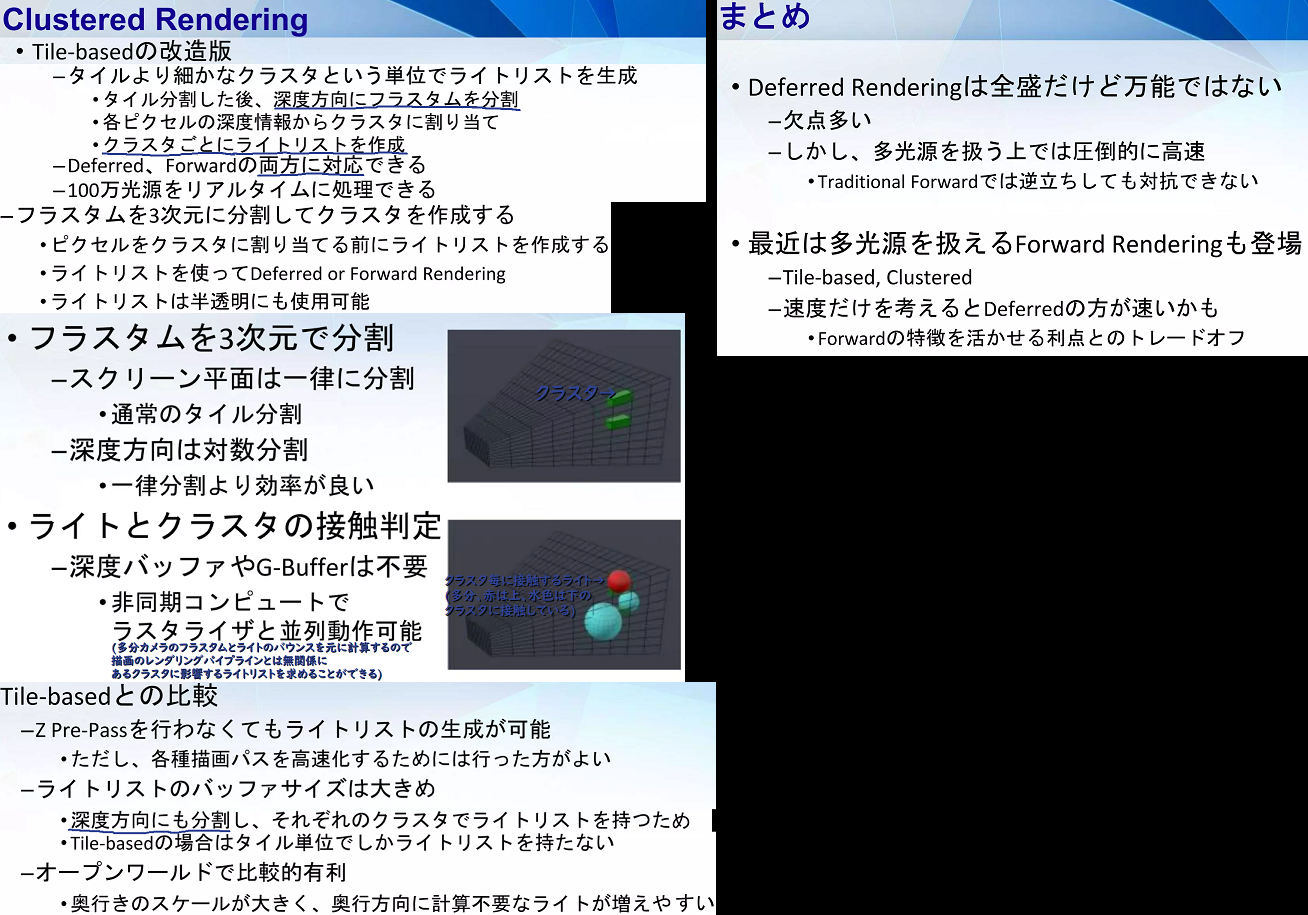 Clustered Rendering
• Tile-basedの改造版
–タイルより細かなクラスタという単位でライトリストを生成
•タイル分割した後、深度方向にフラスタムを分割
•各ピクセルの深度情報からクラスタに割り当て
•クラスタごとにライトリストを作成
–Deferred、Forwardの両方に対応できる
–100万光源をリアルタイムに処理できる
–フラスタムを3次元に分割してクラスタを作成する
•ピクセルをクラスタに割り当てる前にライトリストを作成する
•ライトリストを使ってDeferred or Forward Rendering
•ライトリストは半透明にも使用可能
• フラスタムを3次元で分割
–スクリーン平面は一律に分割
•通常のタイル分割
–深度方向は対数分割
•一律分割より効率が良い
クラスタ→
• ライトとクラスタの接触判定
–深度バッファやG-Bufferは不要
•非同期コンピュートで
ラスタライザと並列動作可能
(多分カメラのフラスタムとライトのバウンスを元に計算するので
描画のレンダリングパイプラインとは無関係に
あるクラスタに影響するライトリストを求めることができる)
クラスタ毎に接触するライト→
(多分、赤は上、水色は下の
クラスタに接触している)
Tile-basedとの比較
–Z Pre-Passを行わなくてもライトリストの生成が可能
•ただし、各種描画パスを高速化するためには行った方がよい
–ライトリストのバッファサイズは大きめ
•深度方向にも分割し、それぞれのクラスタでライトリストを持つため
•Tile-basedの場合はタイル単位でしかライトリストを持たない
–オープンワールドで比較的有利
•奥行きのスケールが大きく、奥行方向に計算不要なライトが増えやすい
まとめ
• Deferred Renderingは全盛だけど万能ではない
–欠点多い
–しかし、多光源を扱う上では圧倒的に高速
•Traditional Forwardでは逆立ちしても対抗できない
• 最近は多光源を扱えるForward Renderingも登場
–Tile-based, Clustered
–速度だけを考えるとDeferredの方が速いかも
•Forwardの特徴を活かせる利点とのトレードオフ